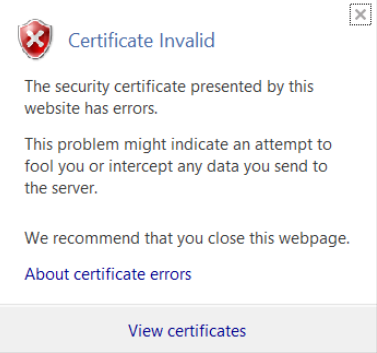 Certificate Invalid
The security certificate presented by this
website has errors.
This problem might indicate an attempt to
fool you or intercept any data you send to
the server.
We recommend that you close this webpage.
About certificate errors
View certificates